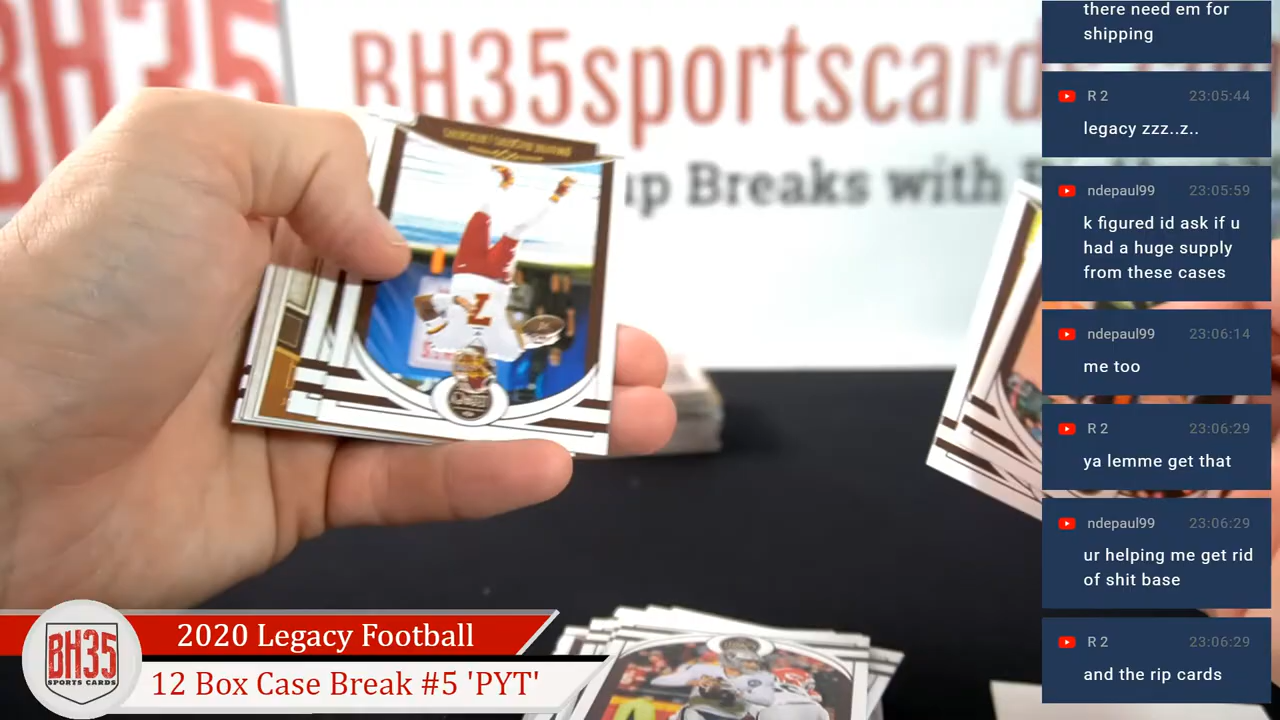 BH35
BH35sportscard
up Breaks with
7
2020 Legacy Football
12 Box Case Break #5 'PYT'
BH35
SPORTS CARDS
there need em for
shipping
R 2 23:05:44
legacy zzz..z..
ndepaul99 23:05:59
k figured id ask if u
had a huge supply
from these cases
ndepaul99 23:06:14
me too
R 2 23:06:29
ya lemme get that
ndepaul99 23:06:29
ur helping me get rid
of shit base
R 2 23:06:29
and the rip cards